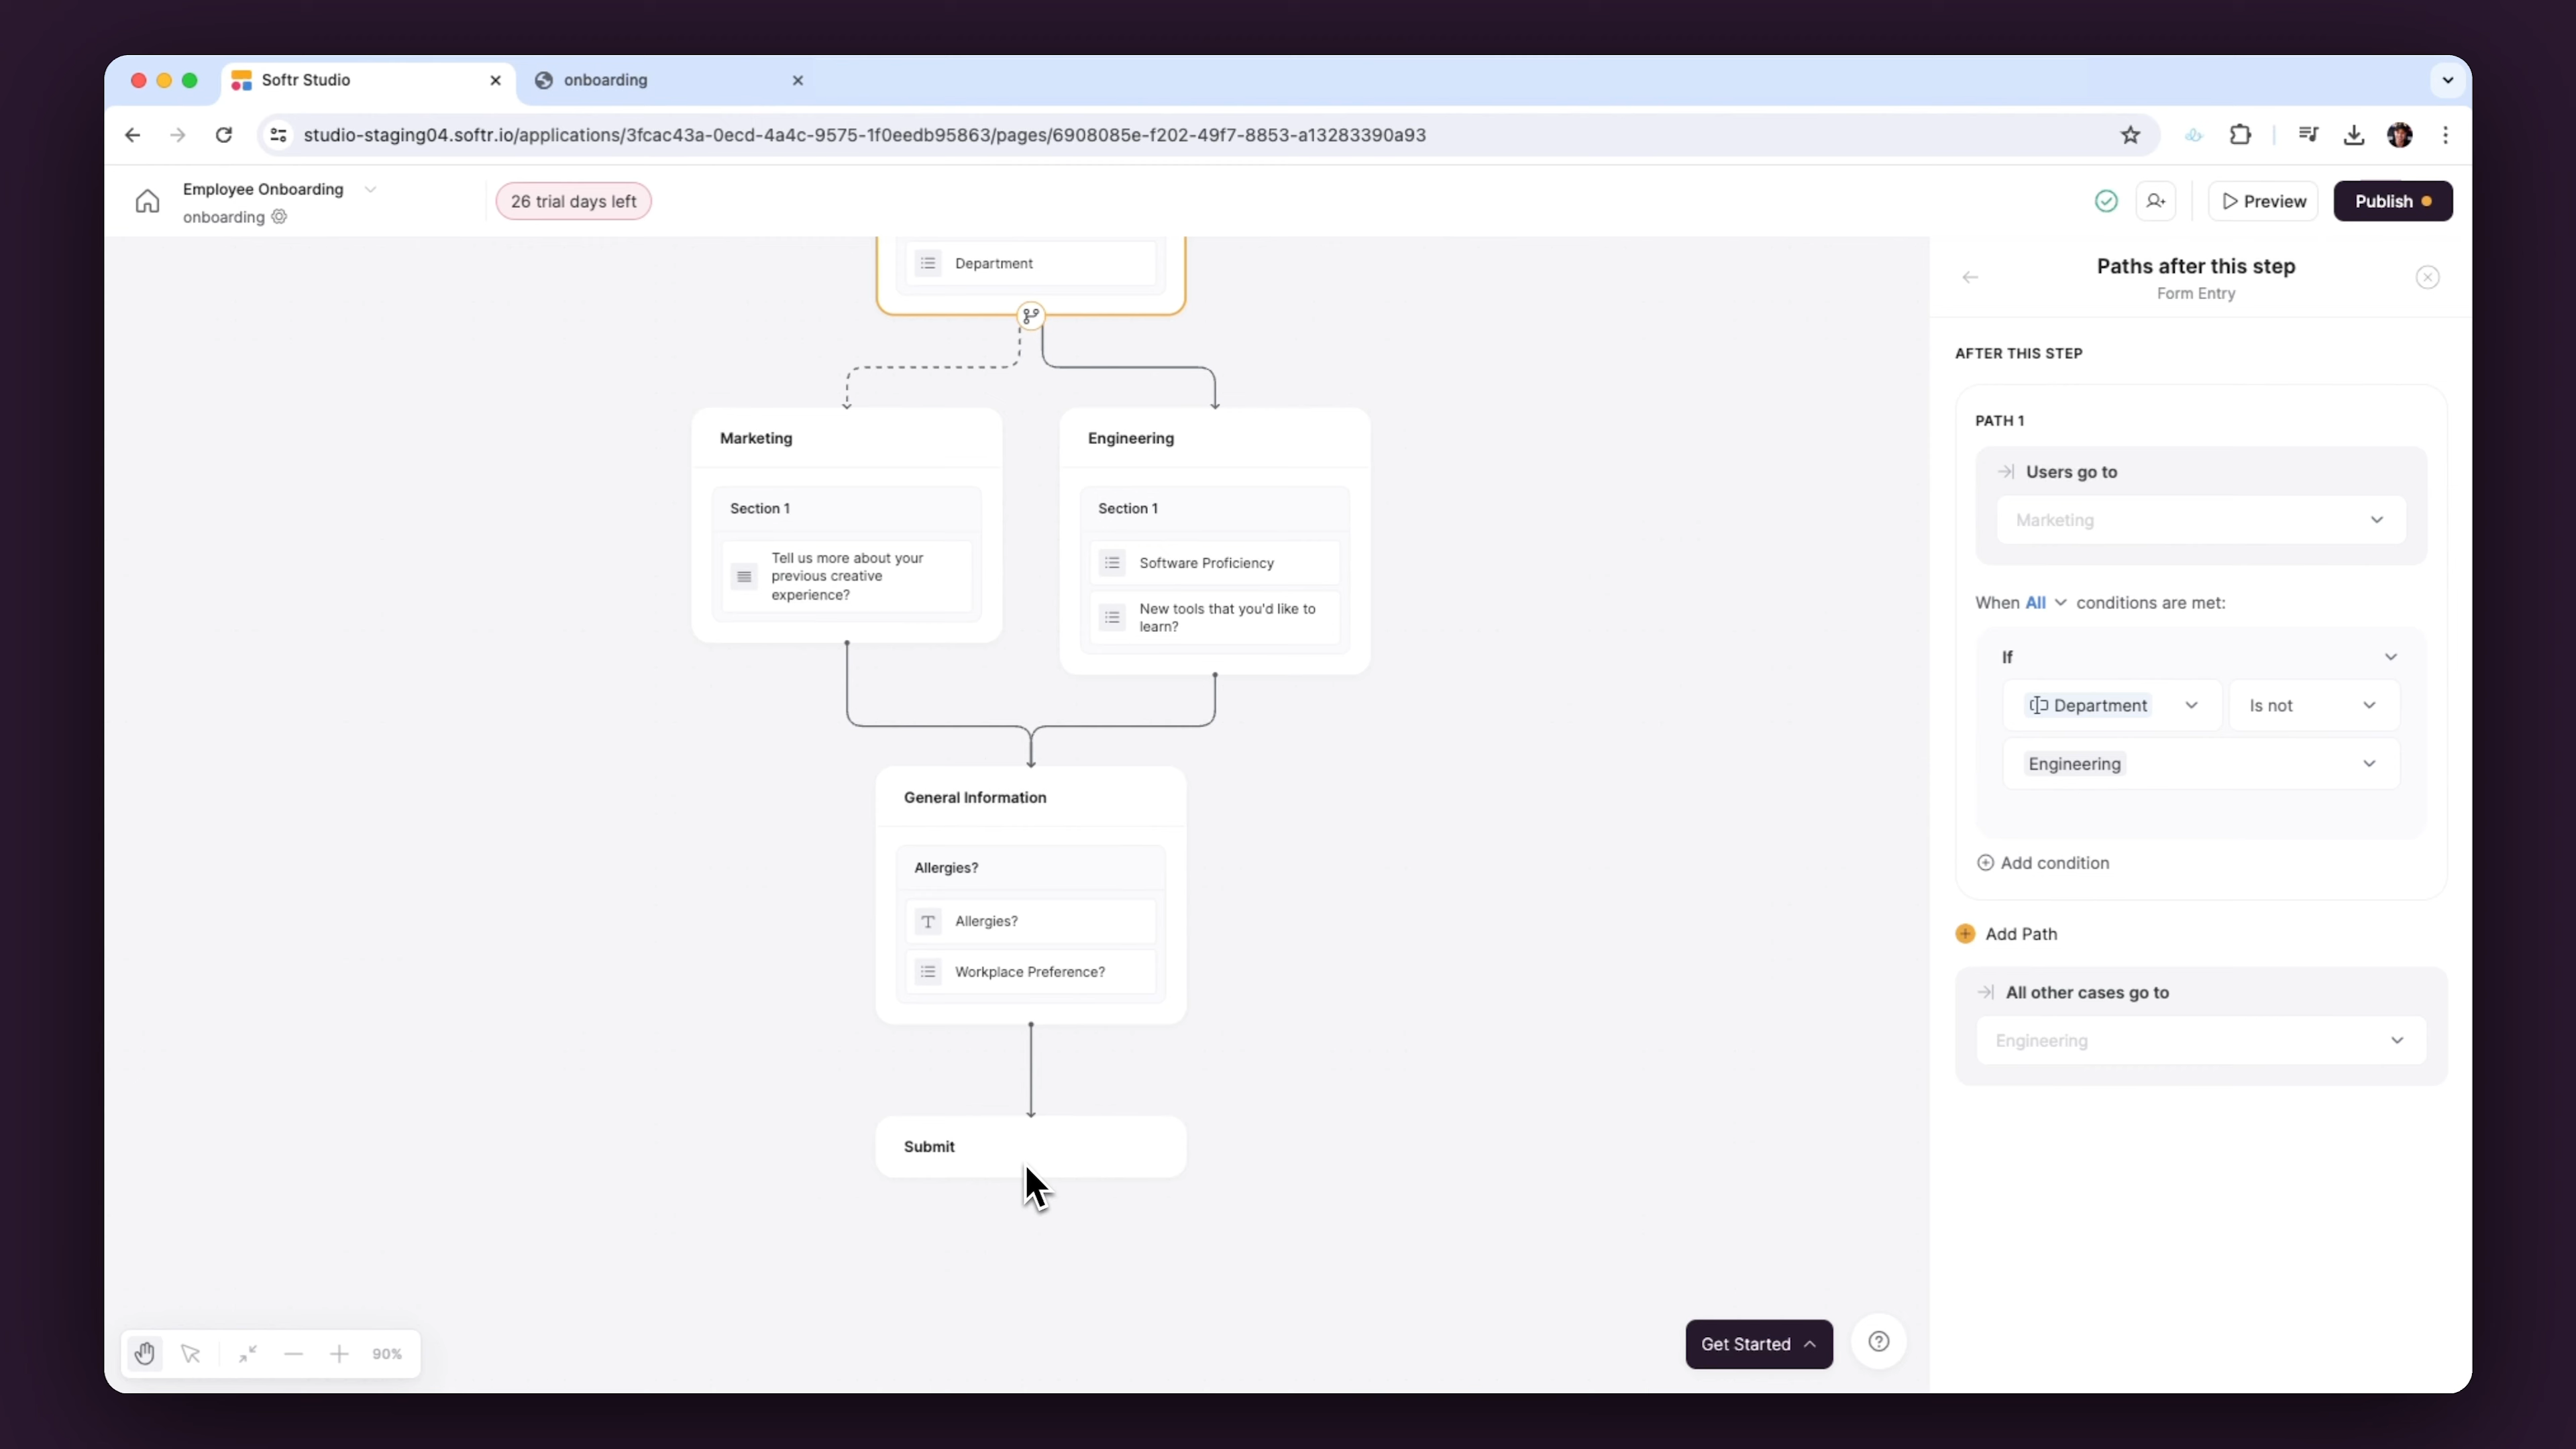 Softr Studio
onboarding
studio-staging04.softr.io/applications/3fcac43a-0ecd-4a4c-9575-1f0eedb95863/pages/6908085e-f202-49f7-8853-a13283390a93
Employee Onboarding
onboarding
26 trial days left
Preview
Publish
Department
Marketing
Section 1
Tell us more about your
previous creative
experience?
Engineering
Section 1
Software Proficiency
New tools that you'd like to
learn?
General Information
Allergies?
Allergies?
Workplace Preference?
Submit
90%
Get Started
Paths after this step
Form Entry
AFTER THIS STEP
PATH 1
Users go to
Marketing
When All conditions are met:
If
Department
Is not
Engineering
Add condition
Add Path
All other cases go to
Engineering